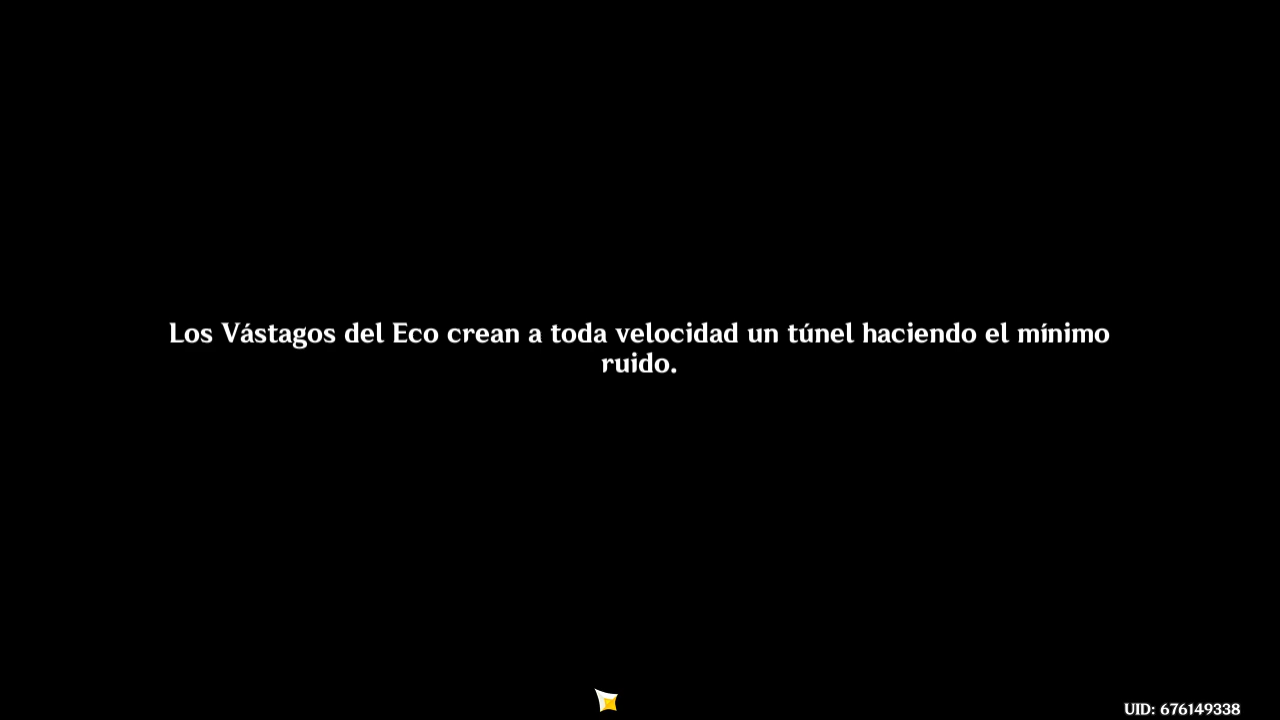 Los Vástagos del Eco crean a toda velocidad un túnel haciendo el mínimo
ruido.
UID: 676149338